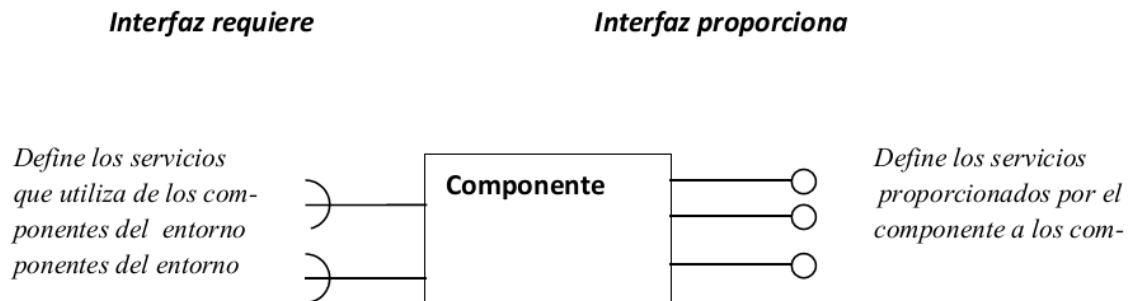 Interfaz requiere
Interfaz proporciona
Define los servicios
que utiliza de los com-
ponentes del entorno
ponentes del entorno
Componente
Define los servicios
proporcionados por el
componente a los com-